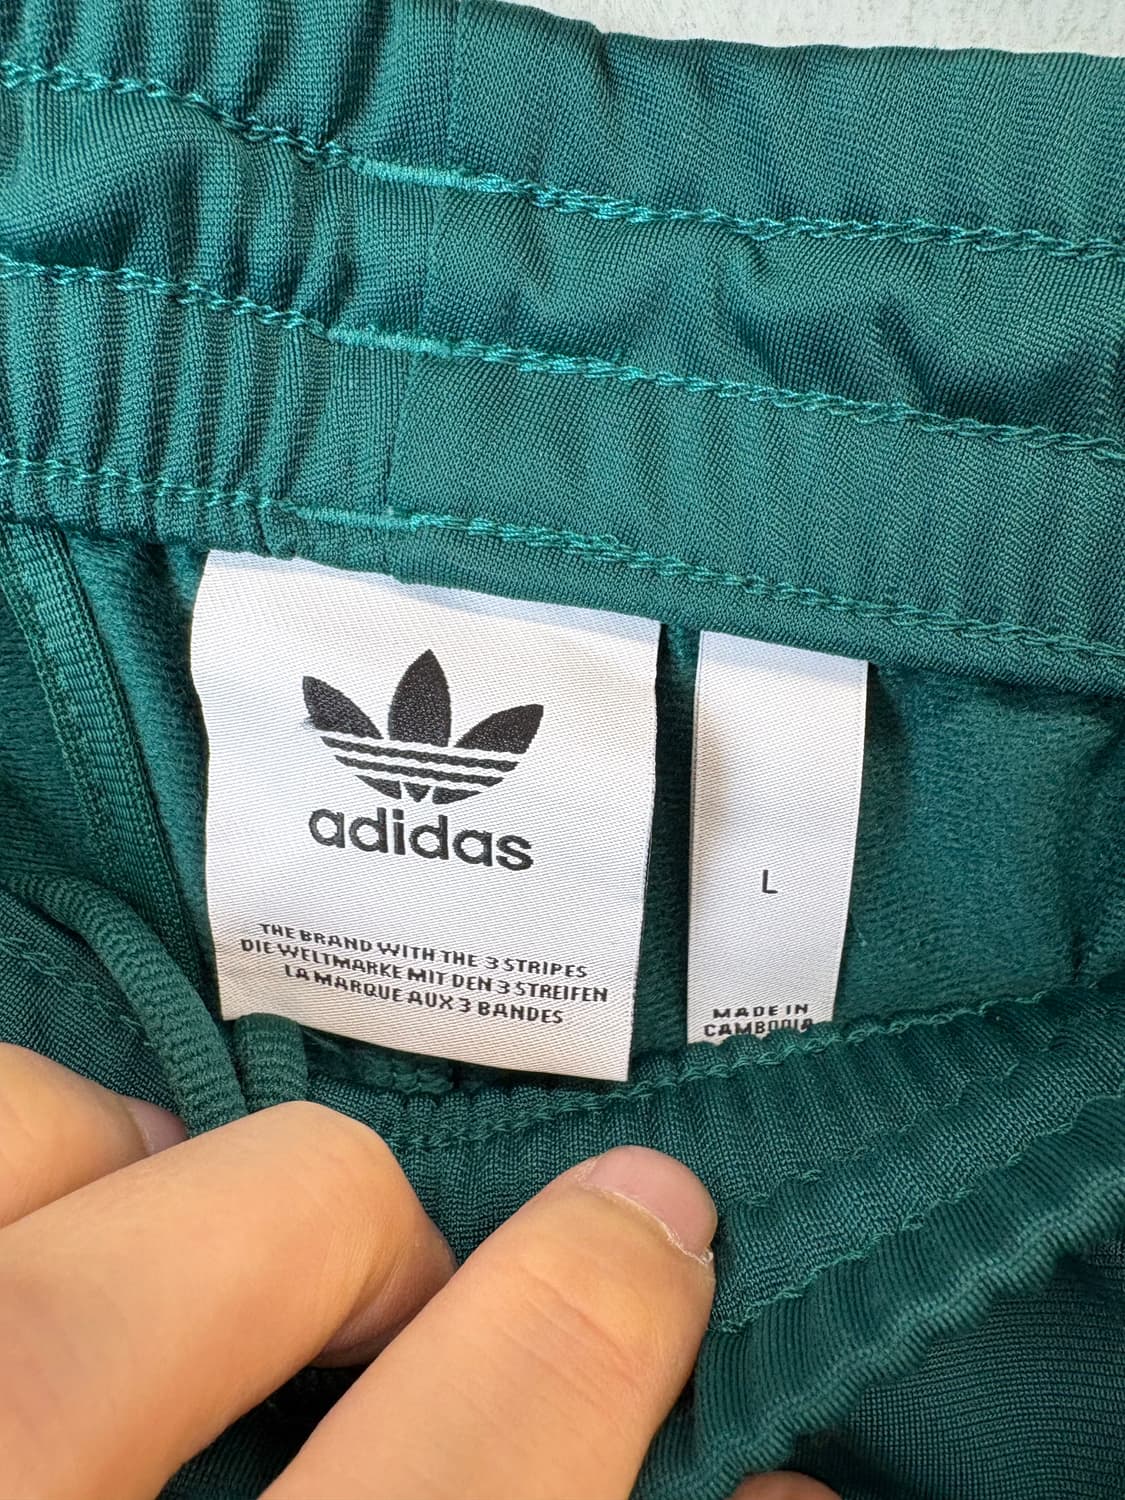 adidas
THE BRAND WITH THE 3 STRIPES
DIE WELTMARKE MIT DEN 3 STREIFEN
LA MARQUE AUX 3 BANDES
L
MADE IN
CAMBODIA